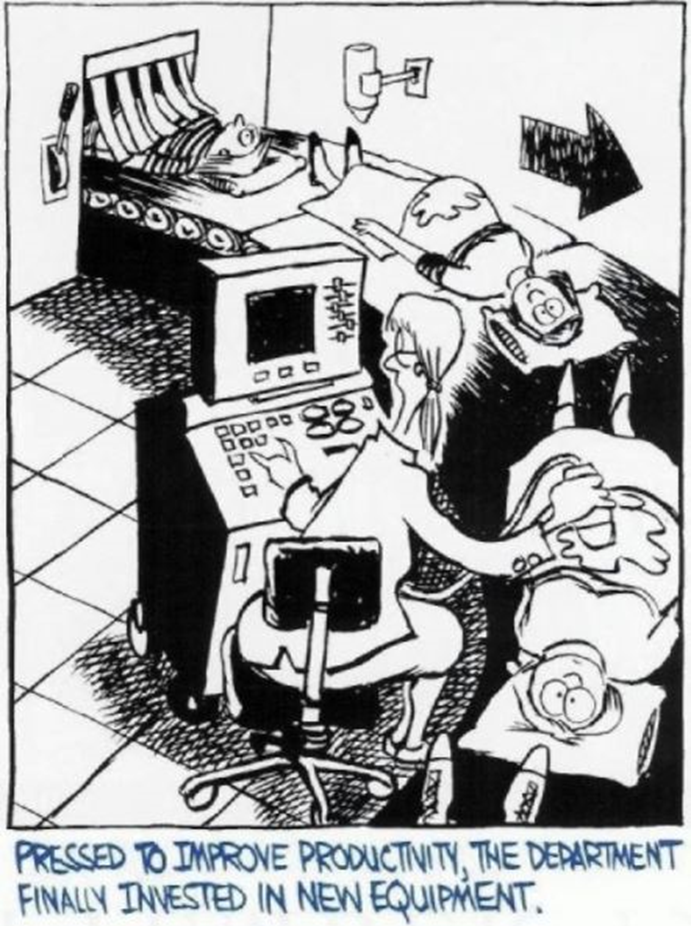 PRESSED TO IMPROVE PRODUCTIVITY, THE DEPARTMENT
FINALLY INVESTED IN NEW EQUIPMENT.